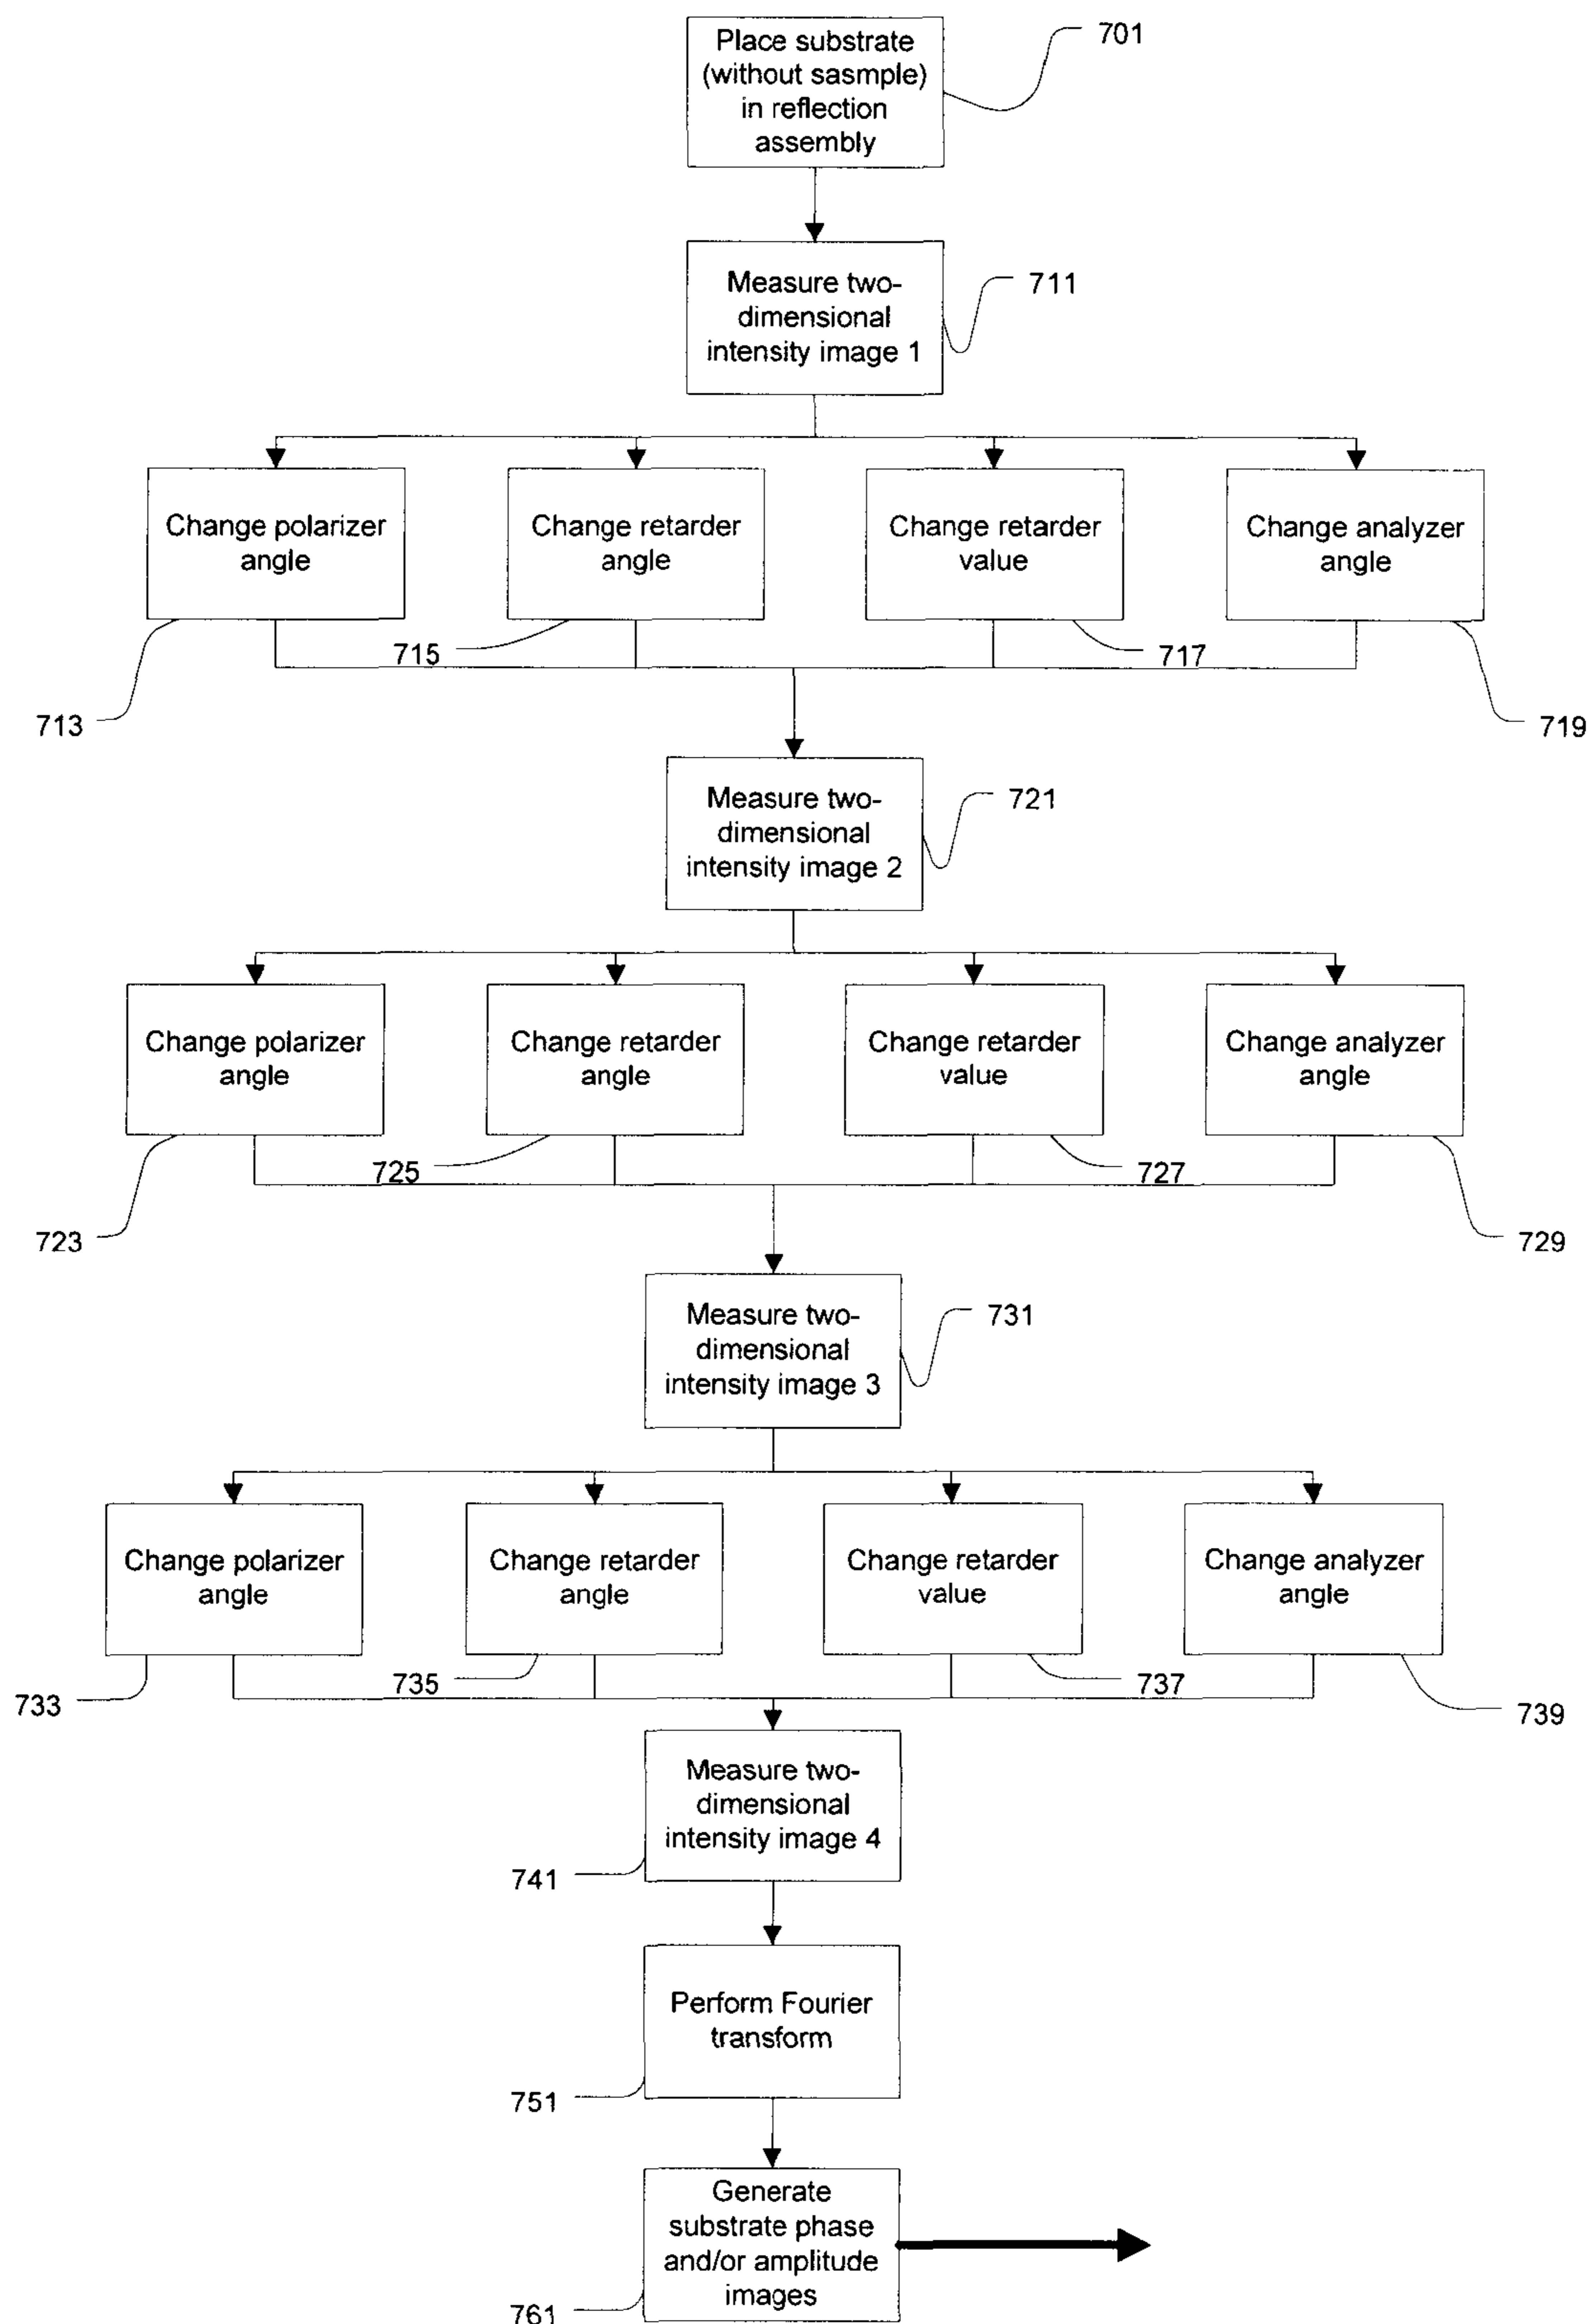 Place substrate
(without sasmple)
in reflection
assembly
701
Measure two-
dimensional
intensity image 1
711
Change polarizer
angle
Change retarder
angle
Change retarder
value
Change analyzer
angle
715
717
713
719
Measure two-
dimensional
intensity image 2
721
Change polarizer
angle
Change retarder
angle
Change retarder
value
Change analyzer
angle
725
727
723
729
Measure two-
dimensional
intensity image 3
731
Change polarizer
angle
Change retarder
angle
Change retarder
value
Change analyzer
angle
735
737
733
739
Measure two-
dimensional
intensity image 4
741
Perform Fourier
transform
751
Generate
substrate phase
and/or amplitude
images
761